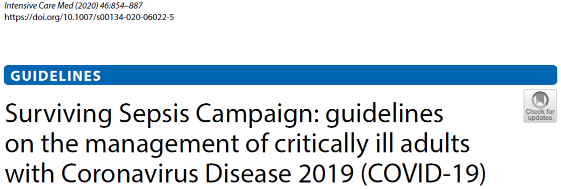 Intensive Care Med (2020) 46:854–887
https://doi.org/10.1007/s00134-020-06022-5
GUIDELINES
Surviving Sepsis Campaign: guidelines
on the management of critically ill adults
with Coronavirus Disease 2019 (COVID-19)
Check for
updates